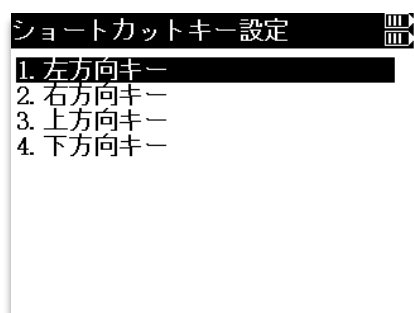 ショートカットキー設定
1. 左方向キー
2. 右方向キー
3. 上方向キー
4. 下方向キー